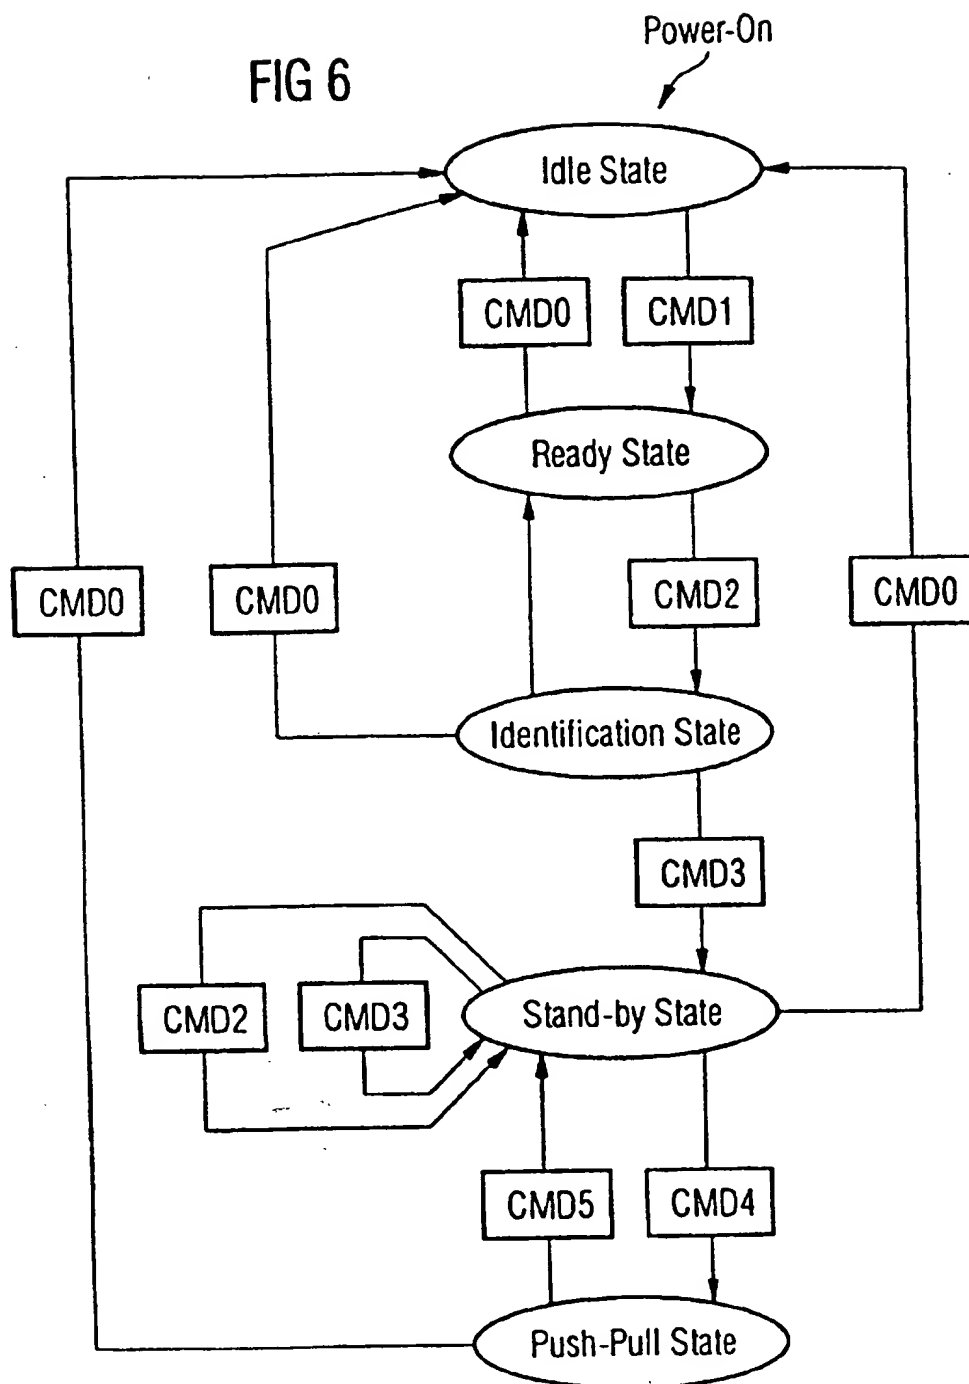 Power-On
FIG 6
Idle State
CMD0 CMD1
Ready State
CMD0 CMD0 CMD2 CMD0
Identification State
CMD3
CMD2 CMD3 Stand-by State
CMD5 CMD4
Push-Pull State